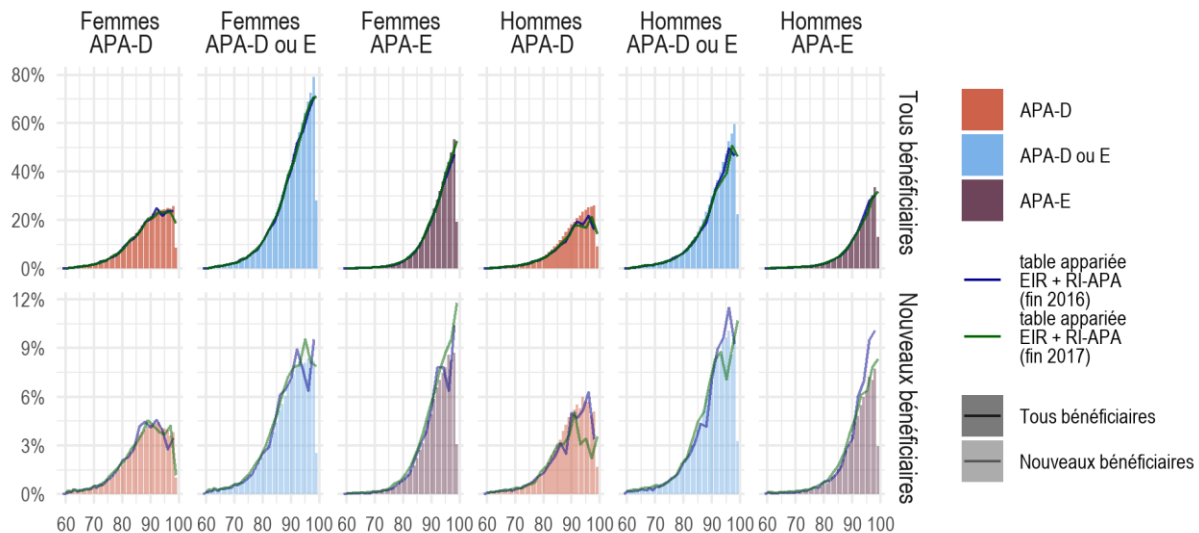 Femmes
APA-D
Femmes
APA-D ou E
Femmes
APA-E
Hommes
APA-D
Hommes
APA-D ou E
Hommes
APA-E
80%
60%
40%
20%
0%
Tous bénéficiaires
12%
9%
6%
3%
0%
Nouveaux bénéficiaires
60 70 80 90 100
60 70 80 90 100
60 70 80 90 100
60 70 80 90 100
60 70 80 90 100
60 70 80 90 100
APA-D
APA-D ou E
APA-E
table appariée
EIR + RI-APA
(fin 2016)
table appariée
EIR + RI-APA
(fin 2017)
Tous bénéficiaires
Nouveaux bénéficiaires